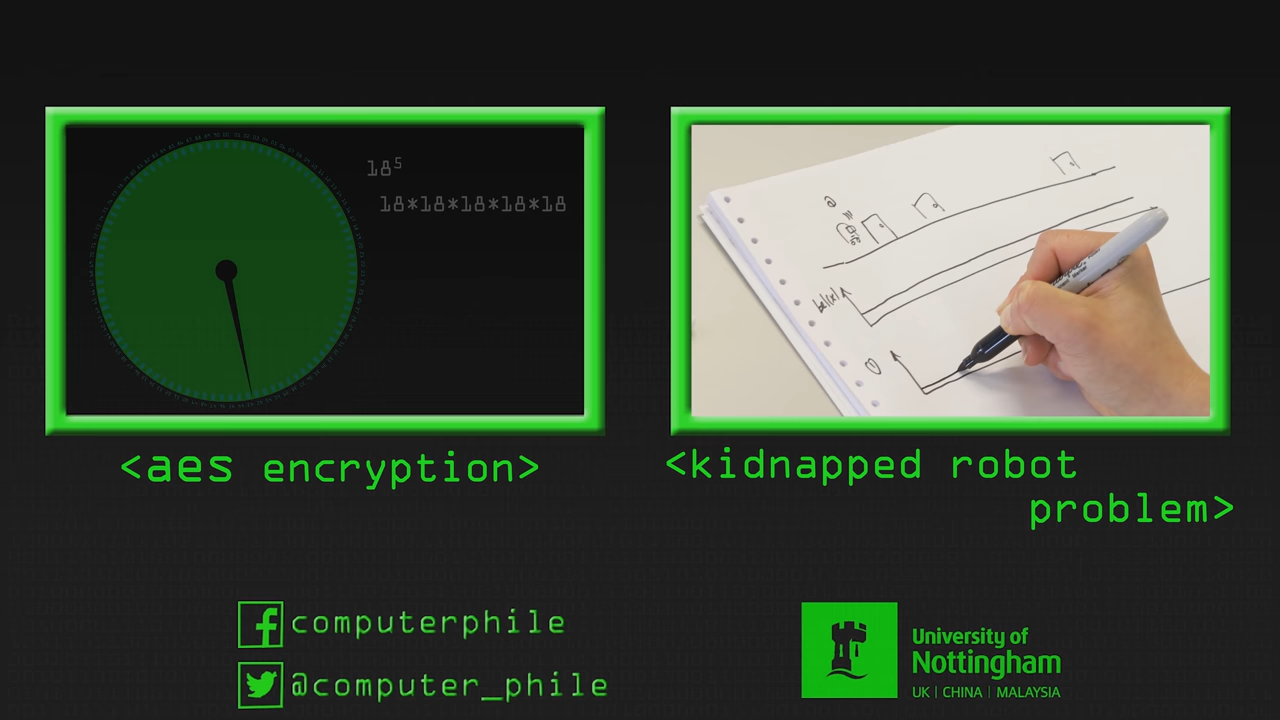 18⁵
18*18*18*18*18
bel(x)
<aes encryption>
<kidnapped robot
problem>
computerphile
@computer_phile
University of
Nottingham
UK | CHINA | MALAYSIA